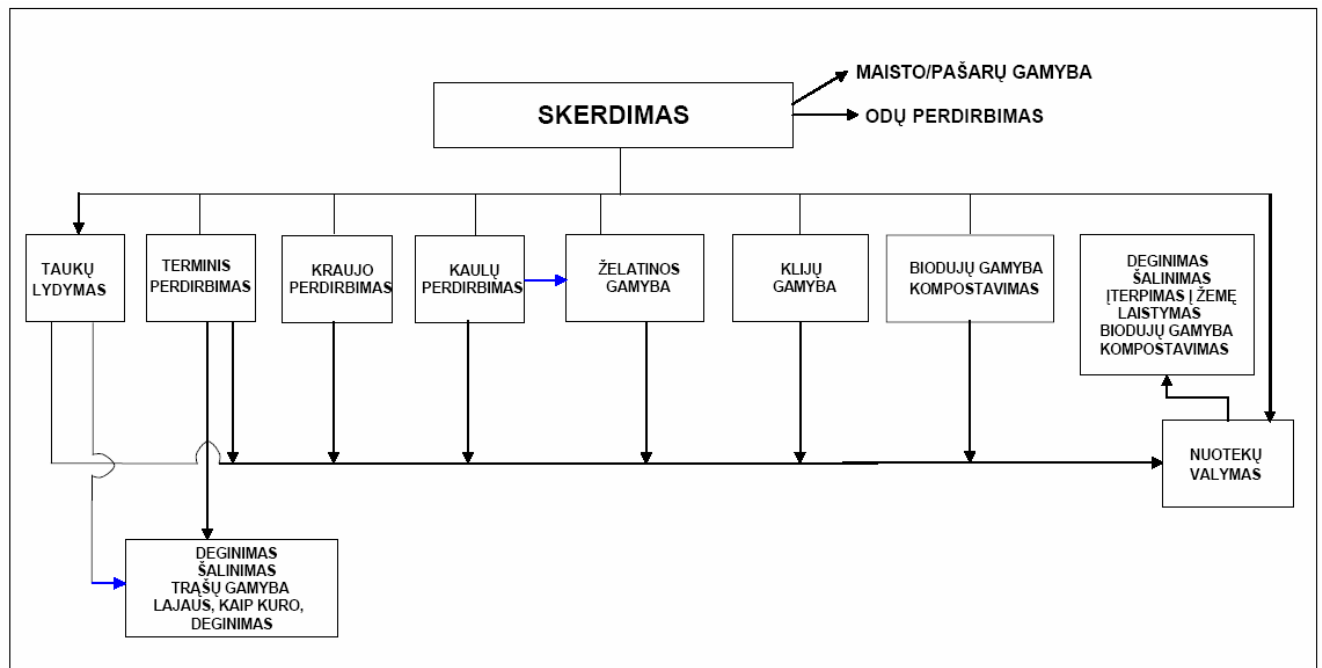 MAISTO/PAŠARŲ GAMYBA
SKERDIMAS
ODŲ PERDIRBIMAS
TAUKŲ
LYDYMAS
TERMINIS
PERDIRBIMAS
KRAUJO
PERDIRBIMAS
KAULŲ
PERDIRBIMAS
ŽELATINOS
GAMYBA
KLIJŲ
GAMYBA
BIODUJŲ GAMYBA
KOMPOSTAVIMAS
DEGINIMAS
ŠALINIMAS
ĮTERPIMAS Į ŽEMĘ
LAISTYMAS
BIODUJŲ GAMYBA
KOMPOSTAVIMAS
NUOTEKŲ
VALYMAS
DEGINIMAS
ŠALINIMAS
TRĄŠŲ GAMYBA
LAJAUS, KAIP KURO,
DEGINIMAS